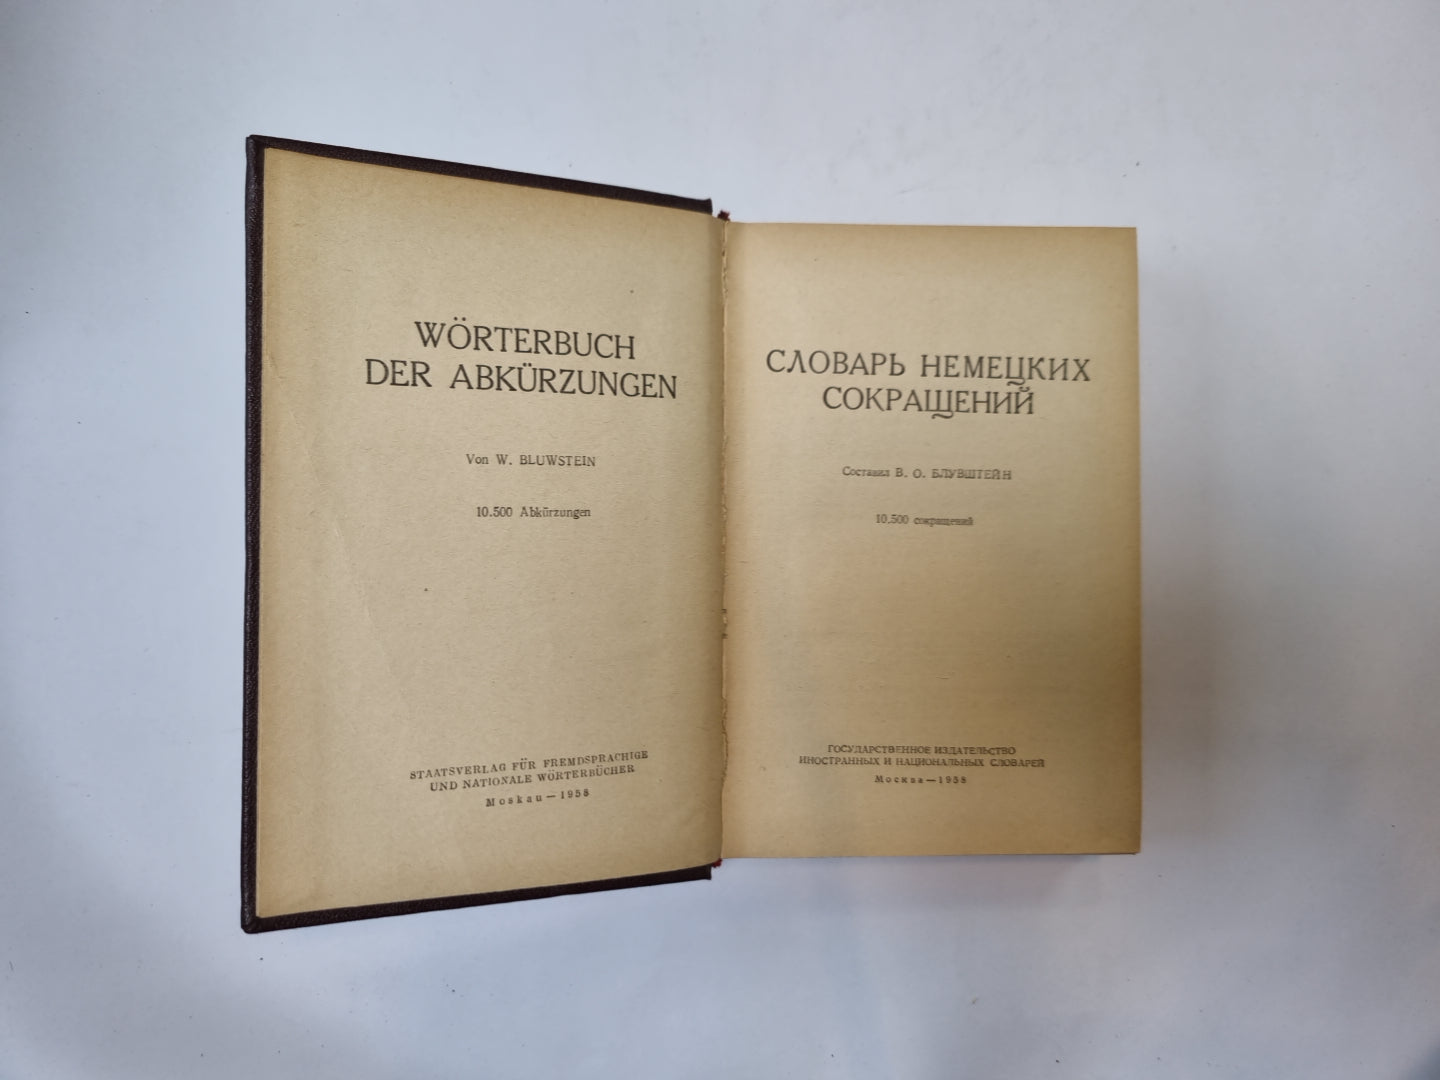 WÖRTERBUCH
DER ABKÜRZUNGEN
Von W. BLUWSTEIN
10.500 Abkürzungen
STAATSVERLAG FÜR FREMDSPRACHIGE
UND NATIONALE WÖRTERBÜCHER
Moskau — 1958
СЛОВАРЬ НЕМЕЦКИХ
СОКРАЩЕНИЙ
Составил В. О. БЛУВШТЕЙН
10.500 сокращений
ГОСУДАРСТВЕННОЕ ИЗДАТЕЛЬСТВО
ИНОСТРАННЫХ И НАЦИОНАЛЬНЫХ СЛОВАРЕЙ
Москва — 1958